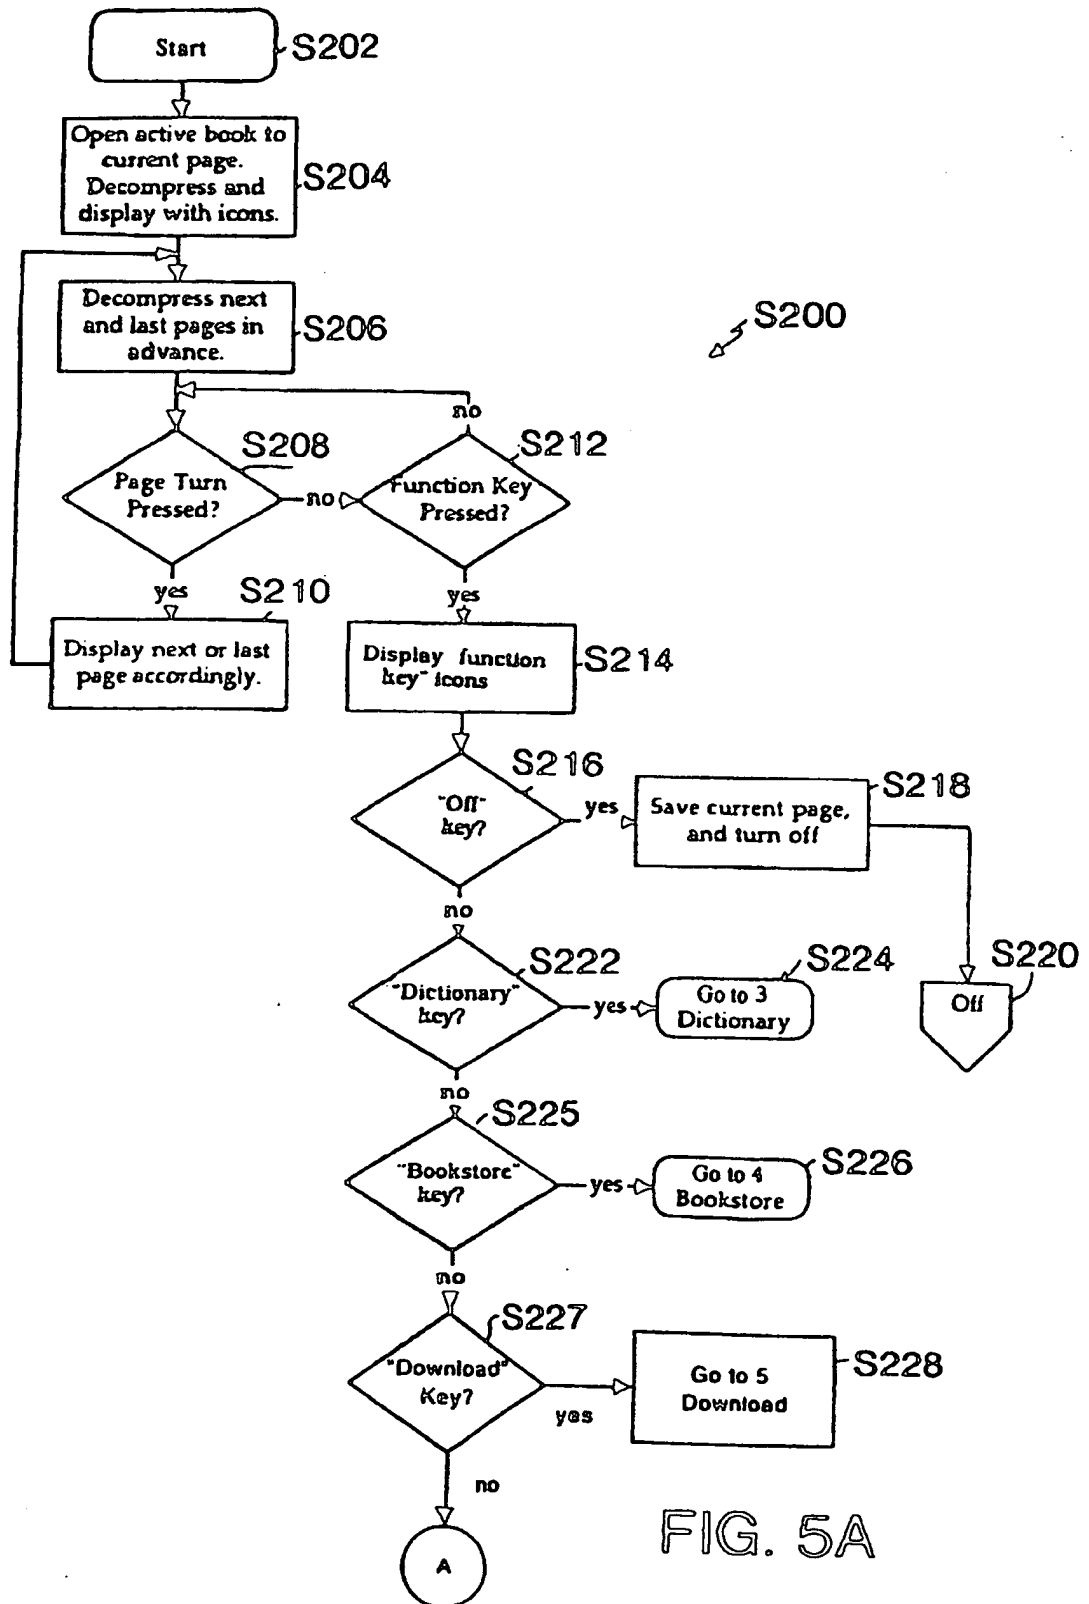 Start
S202
Open active book to
current page.
Decompress and
display with icons.
S204
Decompress next
and last pages in
advance.
S206
S200
no
S208
S212
Page Turn
Pressed?
no
Function Key
Pressed?
yes
S210
yes
Display next or last
page accordingly.
Display function
key" icons
S214
S216
"Off"
key?
yes
Save current page,
and turn off
S218
no
S222
"Dictionary"
key?
yes
Go to 3
Dictionary
S224
S220
Off
no
S225
"Bookstore"
key?
yes
Go to 4
Bookstore
S226
no
S227
"Download"
Key?
yes
Go to 5
Download
S228
no
A
FIG. 5A